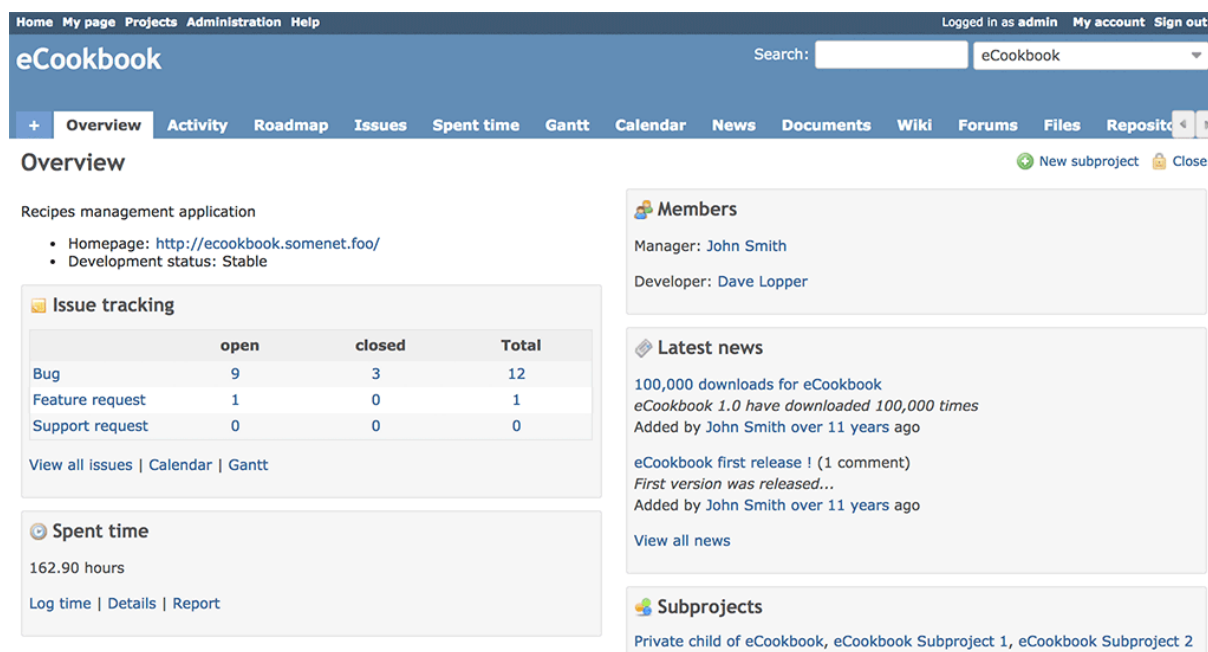 Home My page Projects Administration Help
Logged in as admin My account Sign out
eCookbook
Search:
eCookbook
+ Overview Activity Roadmap Issues Spent time Gantt Calendar News Documents Wiki Forums Files
Overview
New subproject Close
Recipes management application
• Homepage: http://ecookbook.somenet.foo/
• Development status: Stable
Issue tracking
open closed Total
Bug 9 3 12
Feature request 1 0 1
Support request 0 0 0
View all issues | Calendar | Gantt
Spent time
162.90 hours
Log time | Details | Report
Members
Manager: John Smith
Developer: Dave Lopper
Latest news
100,000 downloads for eCookbook
eCookbook 1.0 have downloaded 100,000 times
Added by John Smith over 11 years ago
eCookbook first release ! (1 comment)
First version was released...
Added by John Smith over 11 years ago
View all news
Subprojects
Private child of eCookbook, eCookbook Subproject 1, eCookbook Subproject 2